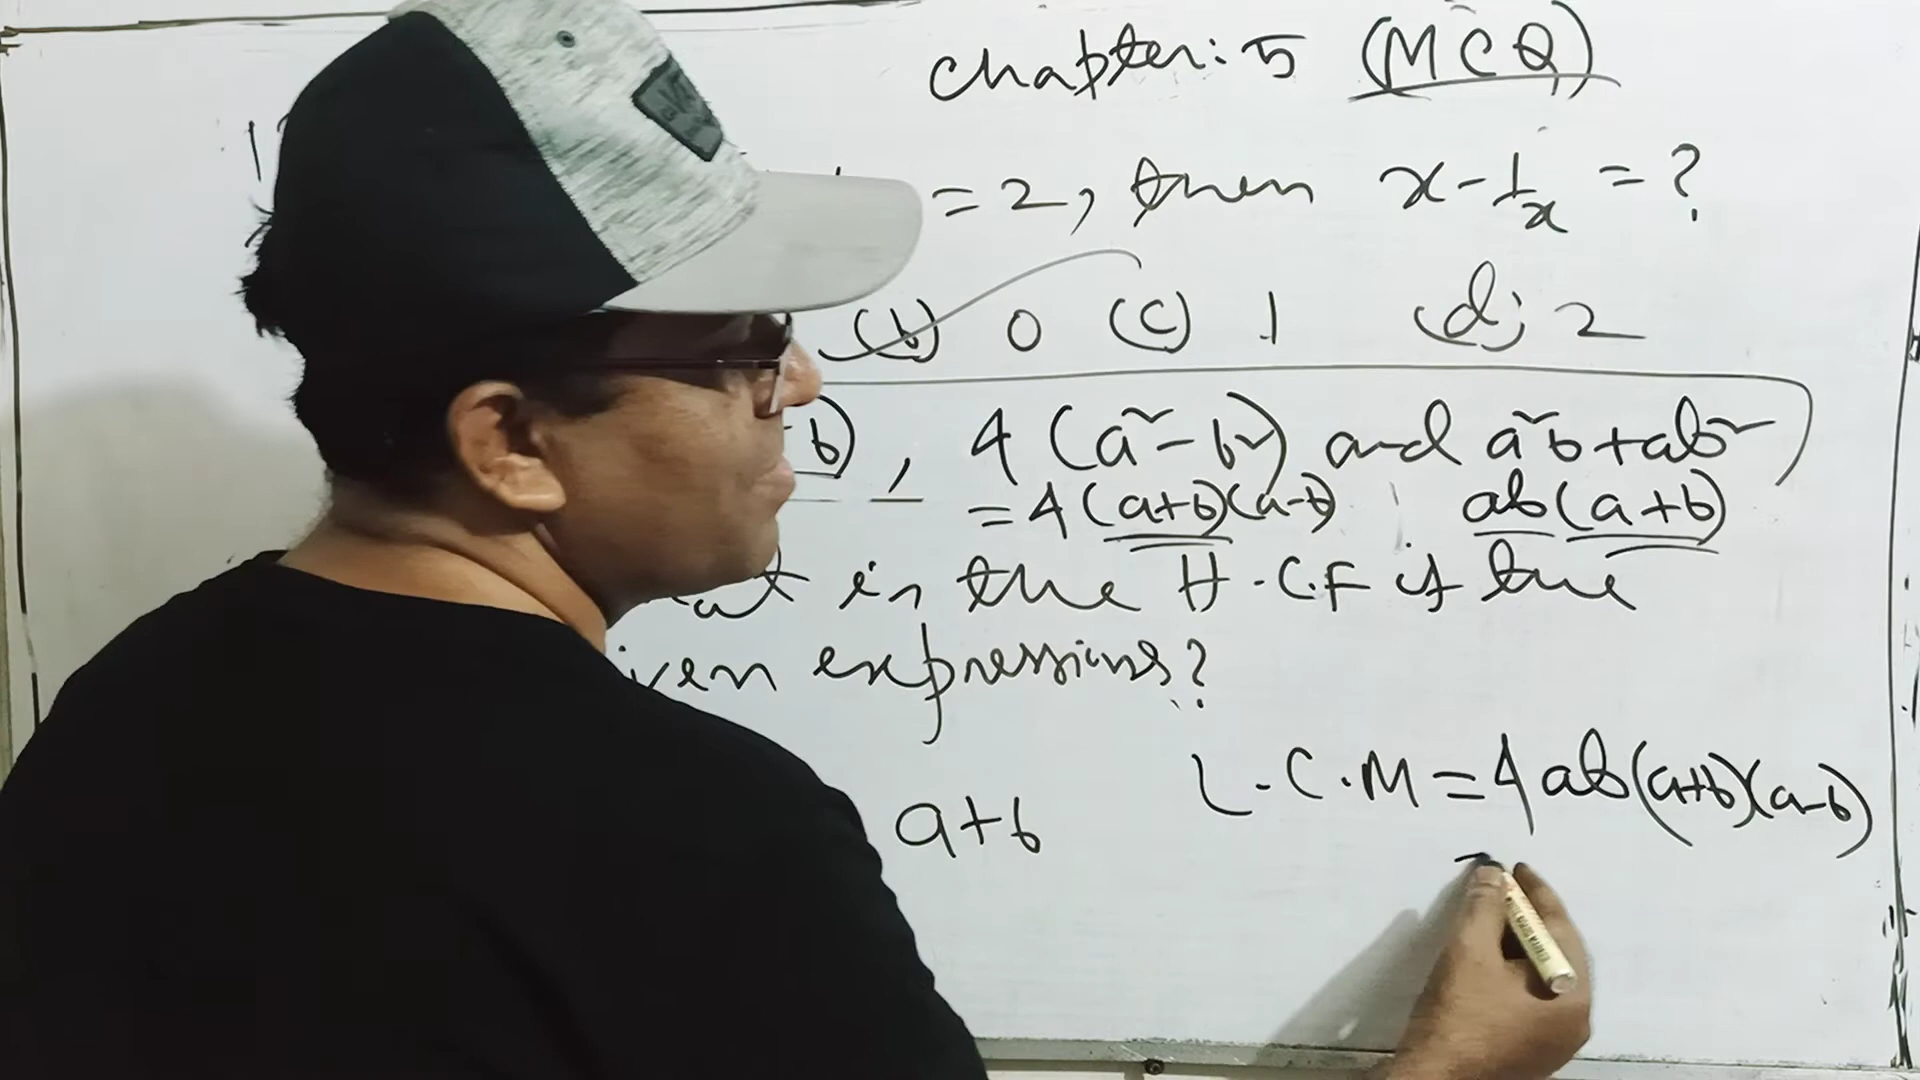 Chapter: 5 (MCQ)
= 2, then x - 1/x = ?
(b) 0 (c) 1 (d) 2
b), 4(a² - b²) and a²b + ab²
= 4(a+b)(a-b) ab(a+b)
at is the H.C.F of the
iven expressions?
L.C.M = 4ab(a+b)(a-b)
a+b
=